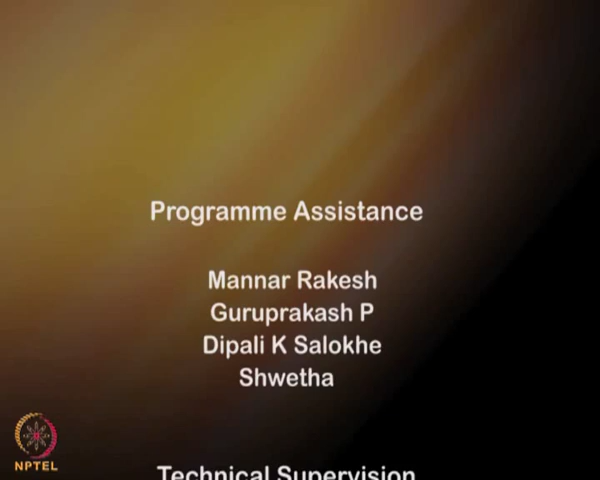 Programme Assistance
Mannar Rakesh
Guruprakash P
Dipali K Salokhe
Shwetha
NPTEL
Technical Supervision